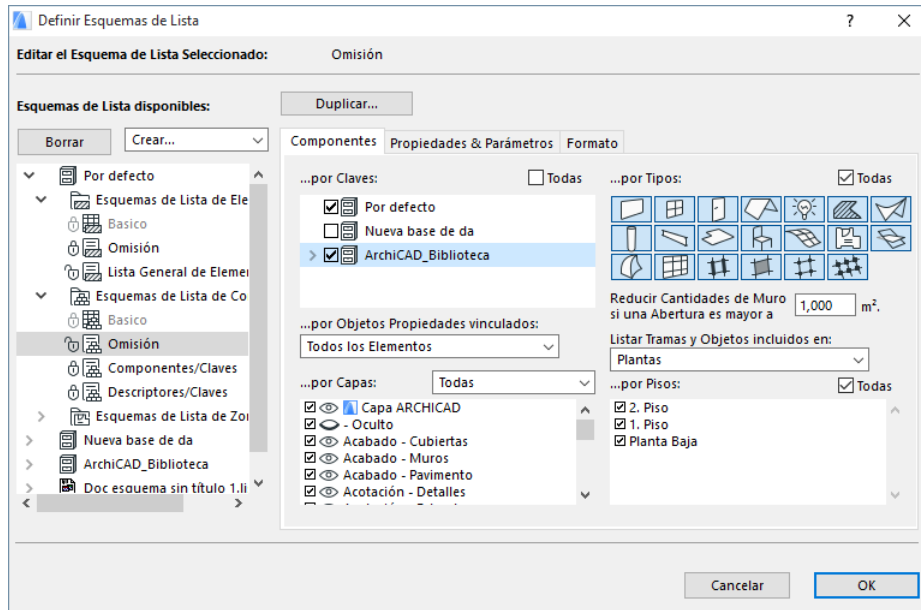 Definir Esquemas de Lista
Editar el Esquema de Lista Seleccionado: Omisión
Esquemas de Lista disponibles:
Duplicar...
Borrar
Crear...
Por defecto
Esquemas de Lista de Ele
Basico
Omisión
Lista General de Elemei
Esquemas de Lista de Co
Basico
Omisión
Componentes/Claves
Descriptores/Claves
Esquemas de Lista de Zoi
Nueva base de da
ArchiCAD_Biblioteca
Doc esquema sin título 1.li
Componentes
Propiedades & Parámetros
Formato
...por Claves:
Todas
Por defecto
Nueva base de da
ArchiCAD_Biblioteca
...por Objetos Propiedades vinculados:
Todos los Elementos
...por Capas:
Todas
Capa ARCHICAD
- Oculto
Acabado - Cubiertas
Acabado - Muros
Acabado - Pavimento
Acotación - Detalles
...por Tipos:
Todas
Reducir Cantidades de Muro
si una Abertura es mayor a
1,000
m².
Listar Tramas y Objetos incluidos en:
Plantas
...por Pisos:
Todas
2. Piso
1. Piso
Planta Baja
Cancelar
OK